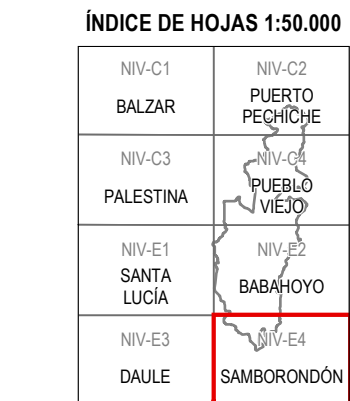 ÍNDICE DE HOJAS 1:50.000
NIV-C1
BALZAR
NIV-C2
PUERTO
PECHICHE
NIV-C3
PALESTINA
NIV-C4
PUEBLO
VIEJO
NIV-E1
SANTA
LUCÍA
NIV-E2
BABAHOYO
NIV-E3
DAULE
NIV-E4
SAMBORONDÓN